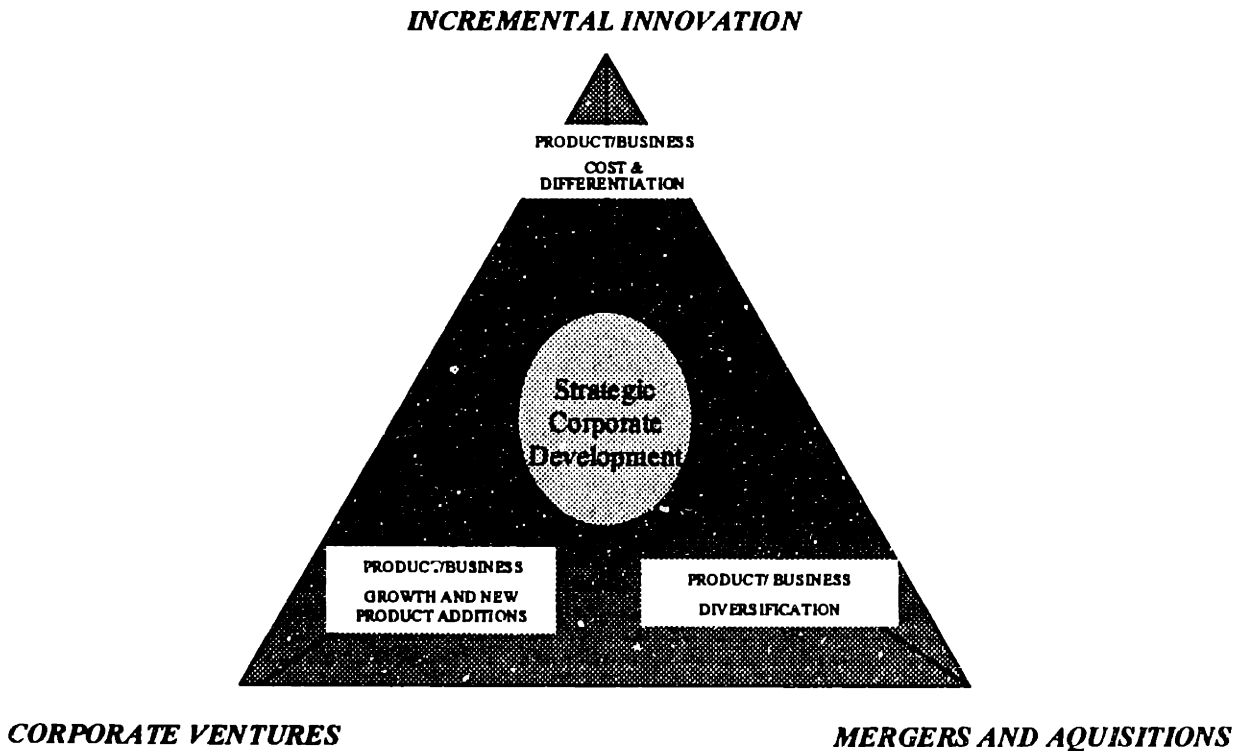 INCREMENTAL INNOVATION
PRODUCT/BUSINESS
COST &
DIFFERENTIATION
Strategic
Corporate
Development
PRODUCT/BUSINESS
GROWTH AND NEW
PRODUCT ADDITIONS
PRODUCT/ BUSINESS
DIVERSIFICATION
CORPORATE VENTURES
MERGERS AND AQUISITIONS